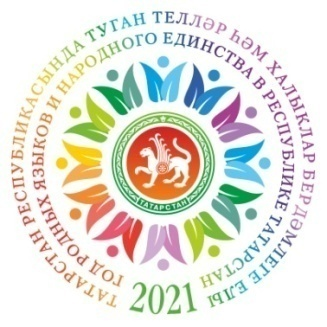 ТАТАРСТАН РЕСПУБЛИКАСЫНДА ТУГАН ТЕЛЛӘР ҺӘМ ХАЛЫКЛАР БЕРДӘМЛЕГЕ ЕЛЫ
ГОД РОДНЫХ ЯЗЫКОВ И НАРОДНОГО ЕДИНСТВА В РЕСПУБЛИКЕ ТАТАРСТАН
ТАТАРСТАН
2021